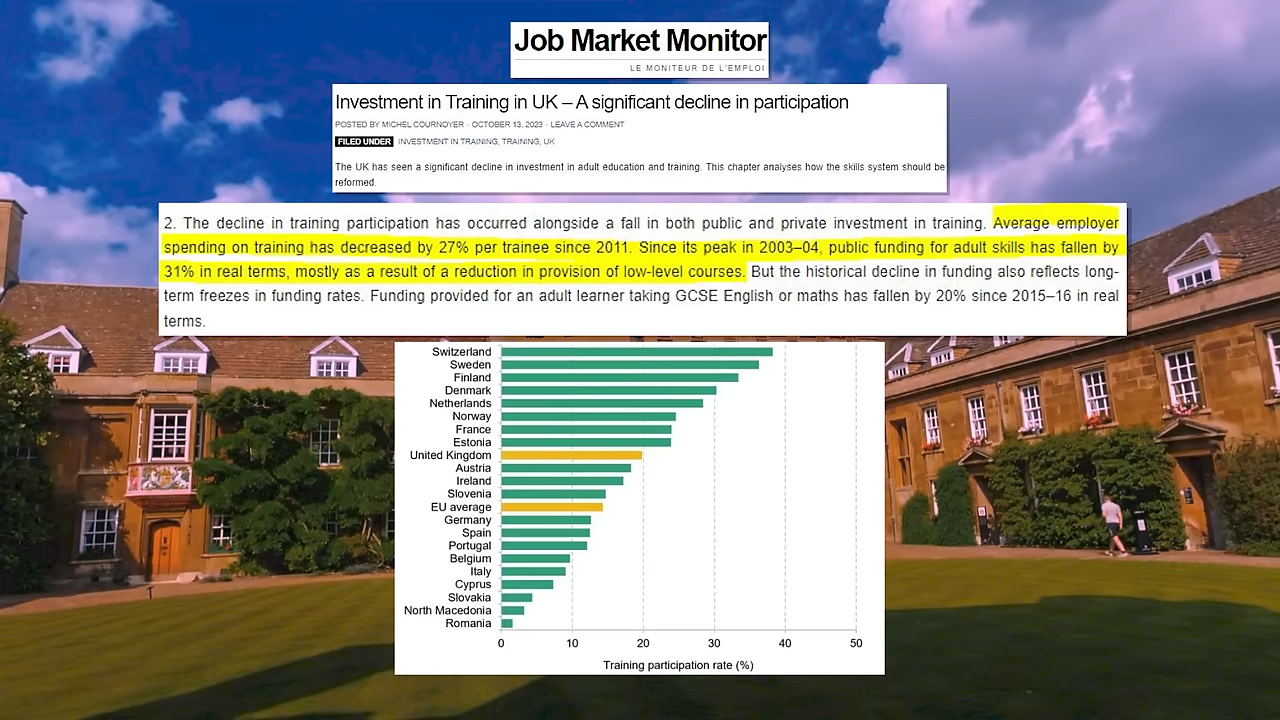 Job Market Monitor
LE MONITEUR DE L'EMPLOI
Investment in Training in UK – A significant decline in participation
POSTED BY MICHEL COURNOYER · OCTOBER 13, 2023 · LEAVE A COMMENT
FILED UNDER INVESTMENT IN TRAINING, TRAINING, UK
The UK has seen a significant decline in investment in adult education and training. This chapter analyses how the skills system should be
reformed.
2. The decline in training participation has occurred alongside a fall in both public and private investment in training. Average employer
spending on training has decreased by 27% per trainee since 2011. Since its peak in 2003–04, public funding for adult skills has fallen by
31% in real terms, mostly as a result of a reduction in provision of low-level courses. But the historical decline in funding also reflects long-
term freezes in funding rates. Funding provided for an adult learner taking GCSE English or maths has fallen by 20% since 2015–16 in real
terms.
Switzerland
Sweden
Finland
Denmark
Netherlands
Norway
France
Estonia
United Kingdom
Austria
Ireland
Slovenia
EU average
Germany
Spain
Portugal
Belgium
Italy
Cyprus
Slovakia
North Macedonia
Romania
0 10 20 30 40 50
Training participation rate (%)